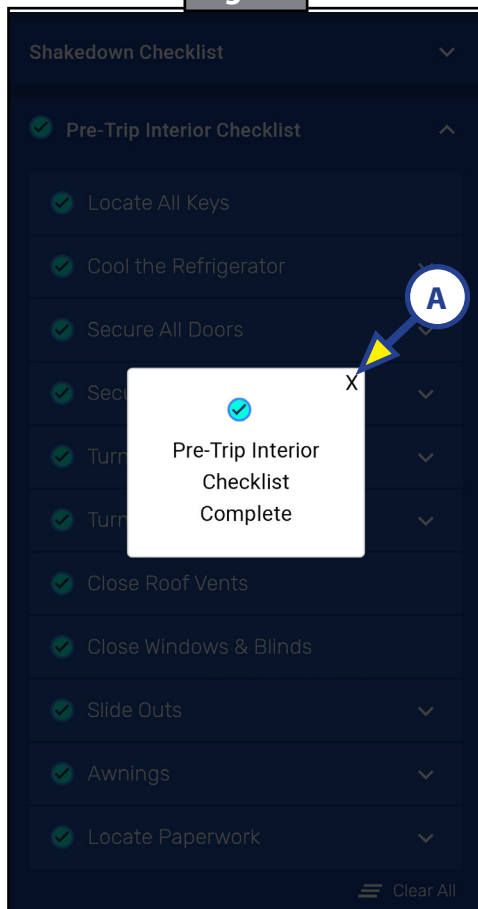 Shakedown Checklist
Pre-Trip Interior Checklist
Locate All Keys
Cool the Refrigerator
A
Secure All Doors
X
Pre-Trip Interior
Checklist
Complete
Close Roof Vents
Close Windows & Blinds
Slide Outs
Awnings
Locate Paperwork
Clear All